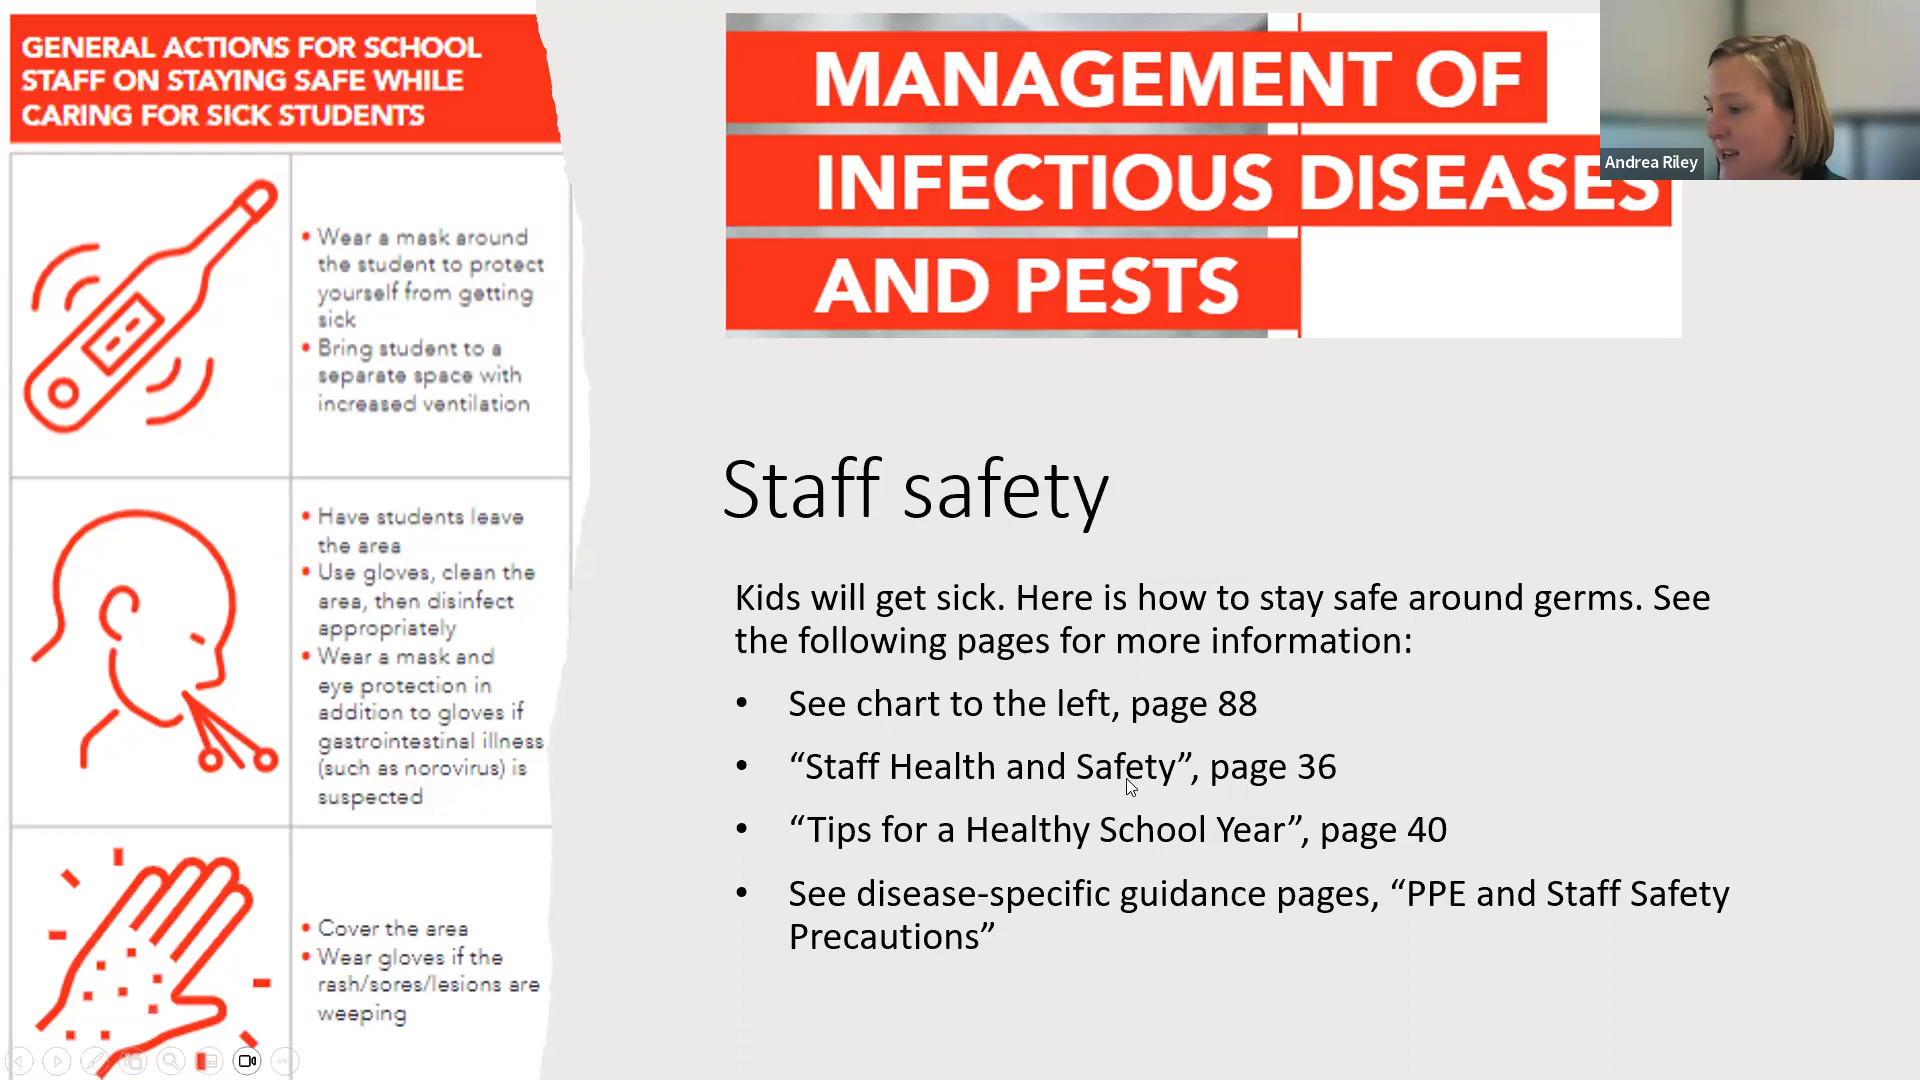 GENERAL ACTIONS FOR SCHOOL
STAFF ON STAYING SAFE WHILE
CARING FOR SICK STUDENTS
• Wear a mask around
the student to protect
yourself from getting
sick
• Bring student to a
separate space with
increased ventilation
• Have students leave
the area
• Use gloves, clean the
area, then disinfect
appropriately
• Wear a mask and
eye protection in
addition to gloves if
gastrointestinal illness
(such as norovirus) is
suspected
• Cover the area
• Wear gloves if the
rash/sores/lesions are
weeping
MANAGEMENT OF
INFECTIOUS DISEASES
AND PESTS
Andrea Riley
Staff safety
Kids will get sick. Here is how to stay safe around germs. See
the following pages for more information:
• See chart to the left, page 88
• “Staff Health and Safety”, page 36
• “Tips for a Healthy School Year”, page 40
• See disease-specific guidance pages, “PPE and Staff Safety
Precautions”